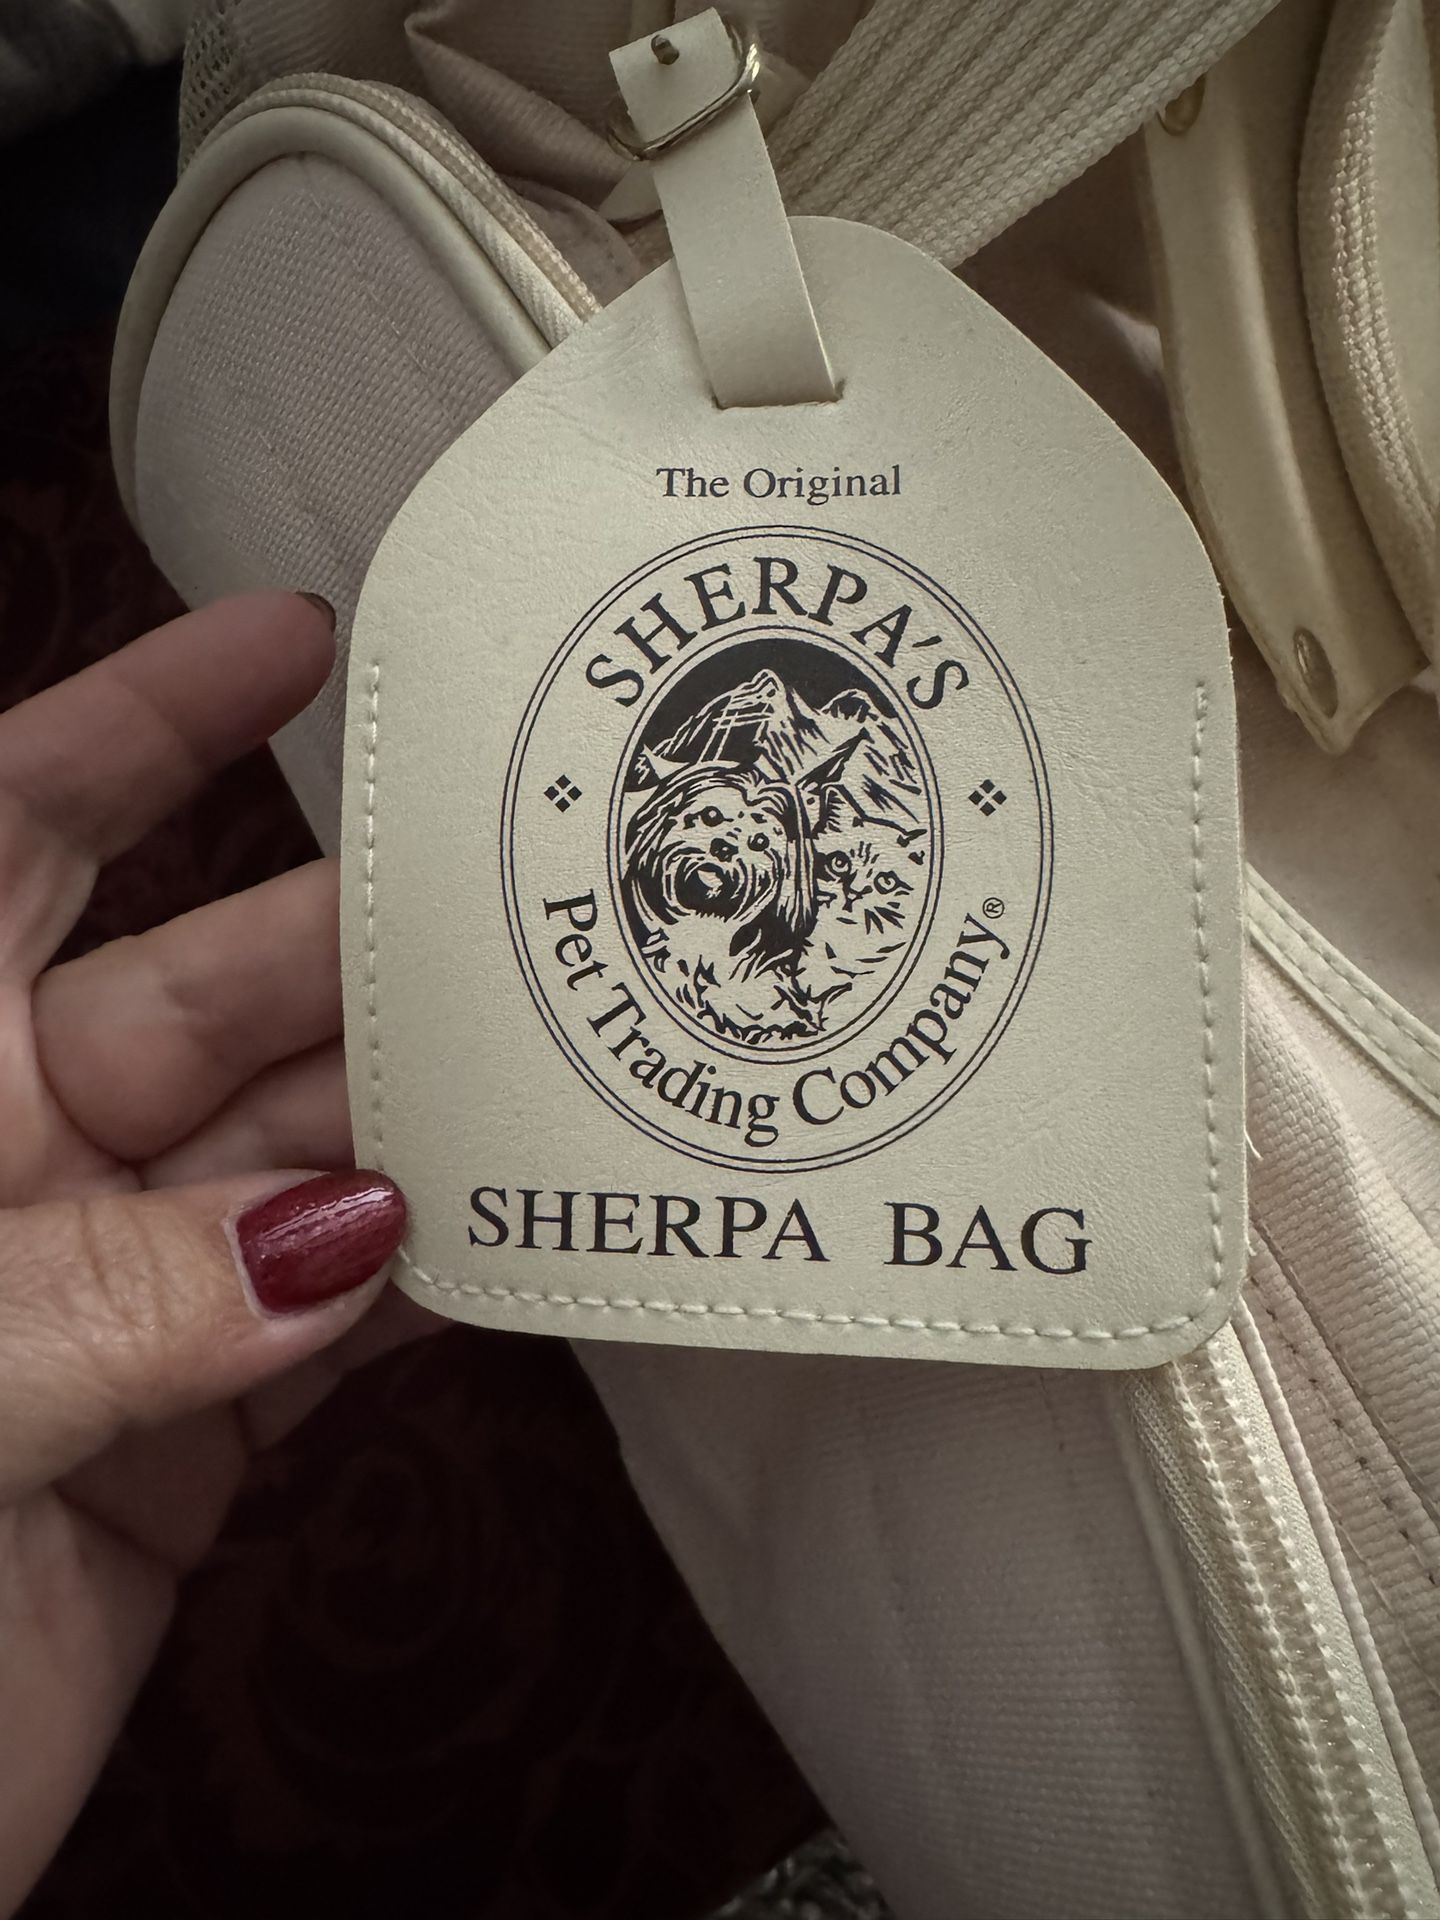 The Original
SHERPA'S
Pet Trading Company®
SHERPA BAG